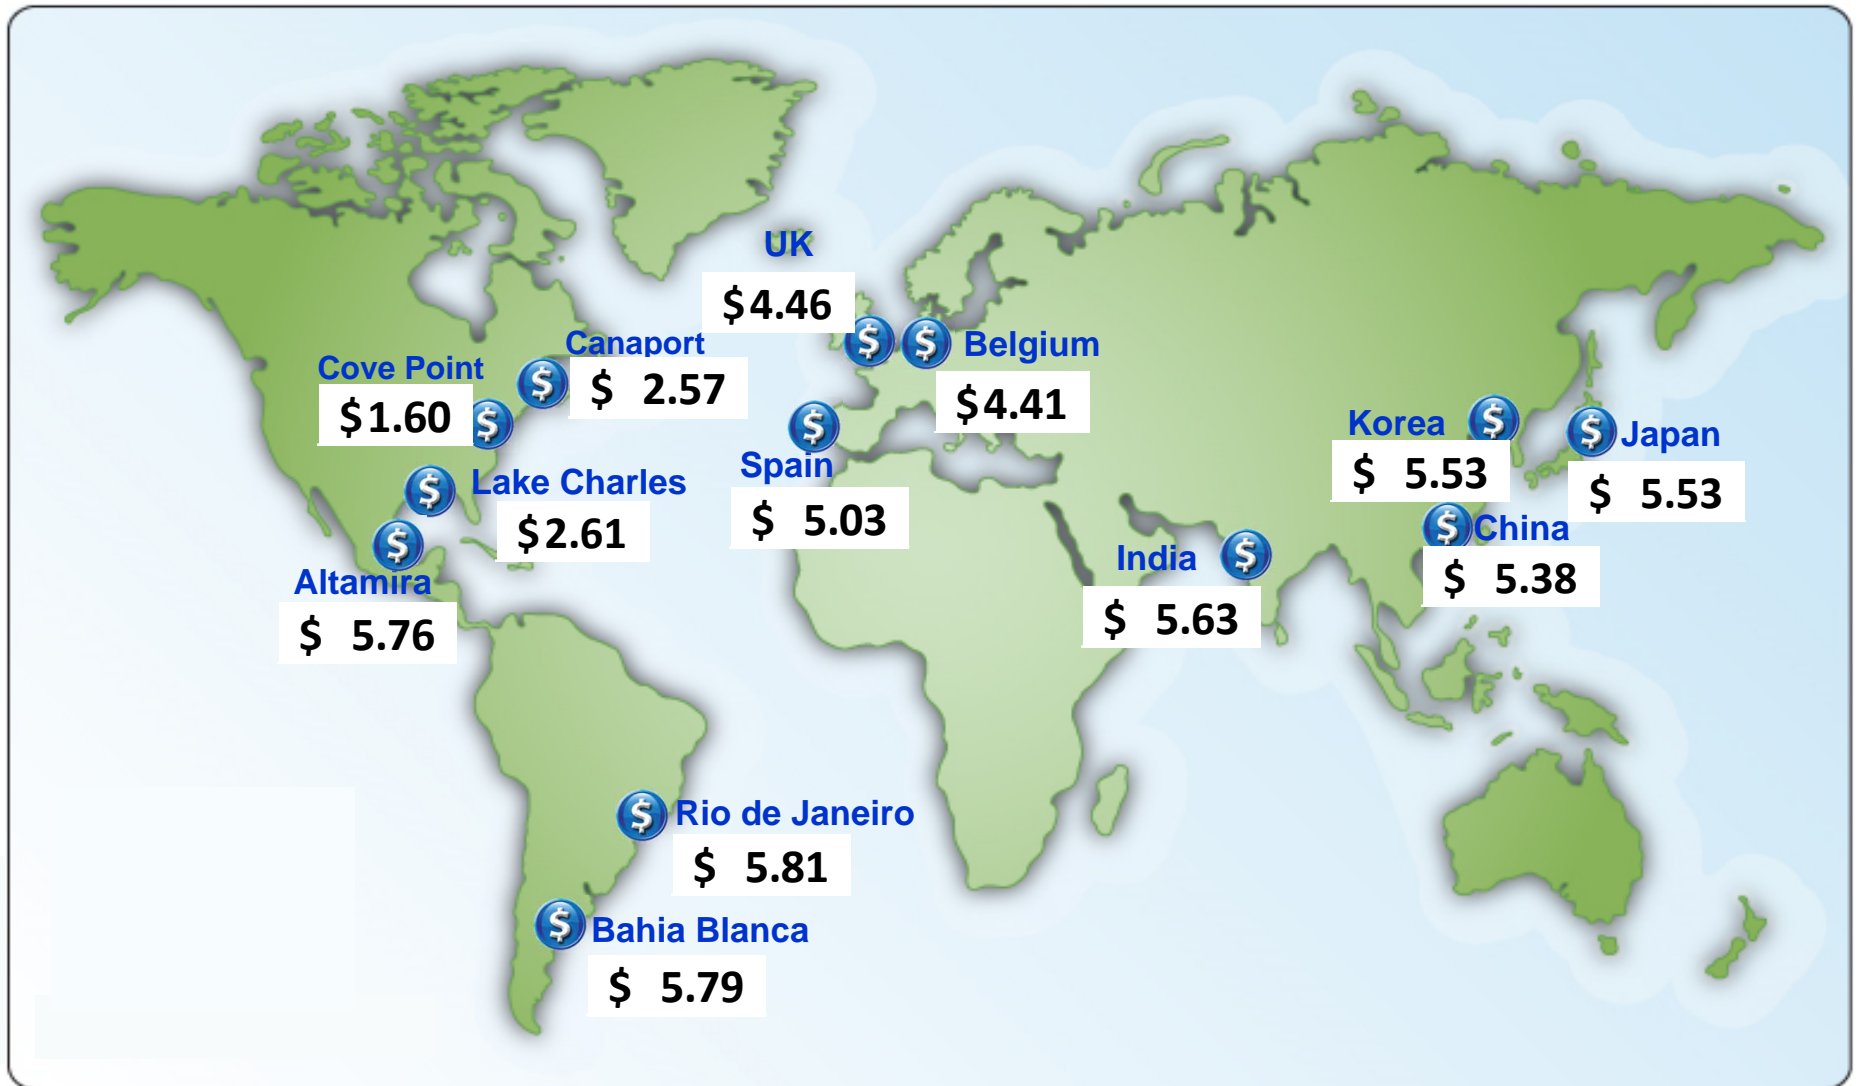 UK
$4.46
Canaport
$ 2.57
Cove Point
$1.60
Belgium
$4.41
Lake Charles
$2.61
Spain
$ 5.03
Altamira
$ 5.76
Korea
$ 5.53
Japan
$ 5.53
China
$ 5.38
India
$ 5.63
Rio de Janeiro
$ 5.81
Bahia Blanca
$ 5.79